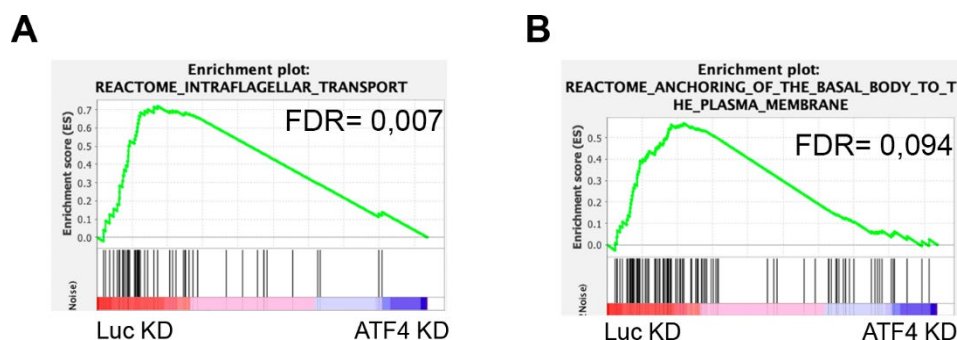 A
Enrichment plot:
REACTOME_INTRAFLAGELLAR_TRANSPORT
FDR= 0,007
Enrichment score (ES)
0.7
0.6
0.5
0.4
0.3
0.2
0.1
0.0
Noise)
Luc KD
ATF4 KD
B
Enrichment plot:
REACTOME_ANCHORING_OF_THE_BASAL_BODY_TO_T
HE_PLASMA_MEMBRANE
FDR= 0,094
Enrichment score (ES)
0.5
0.4
0.3
0.2
0.1
0.0
Noise)
Luc KD
ATF4 KD